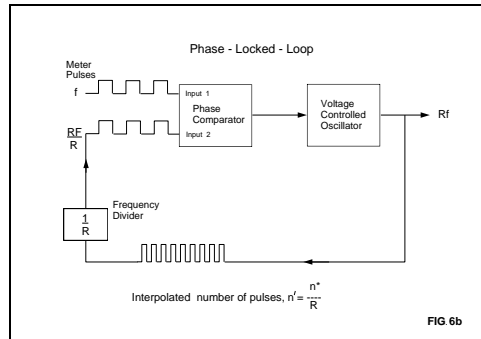 Phase - Locked - Loop
Meter
Pulses
f
Input 1
Phase
Comparator
Input 2
Voltage
Controlled
Oscillator
Rf
RF
R
Frequency
Divider
1
R
Interpolated number of pulses, n' = n*
----
R
FIG. 6b